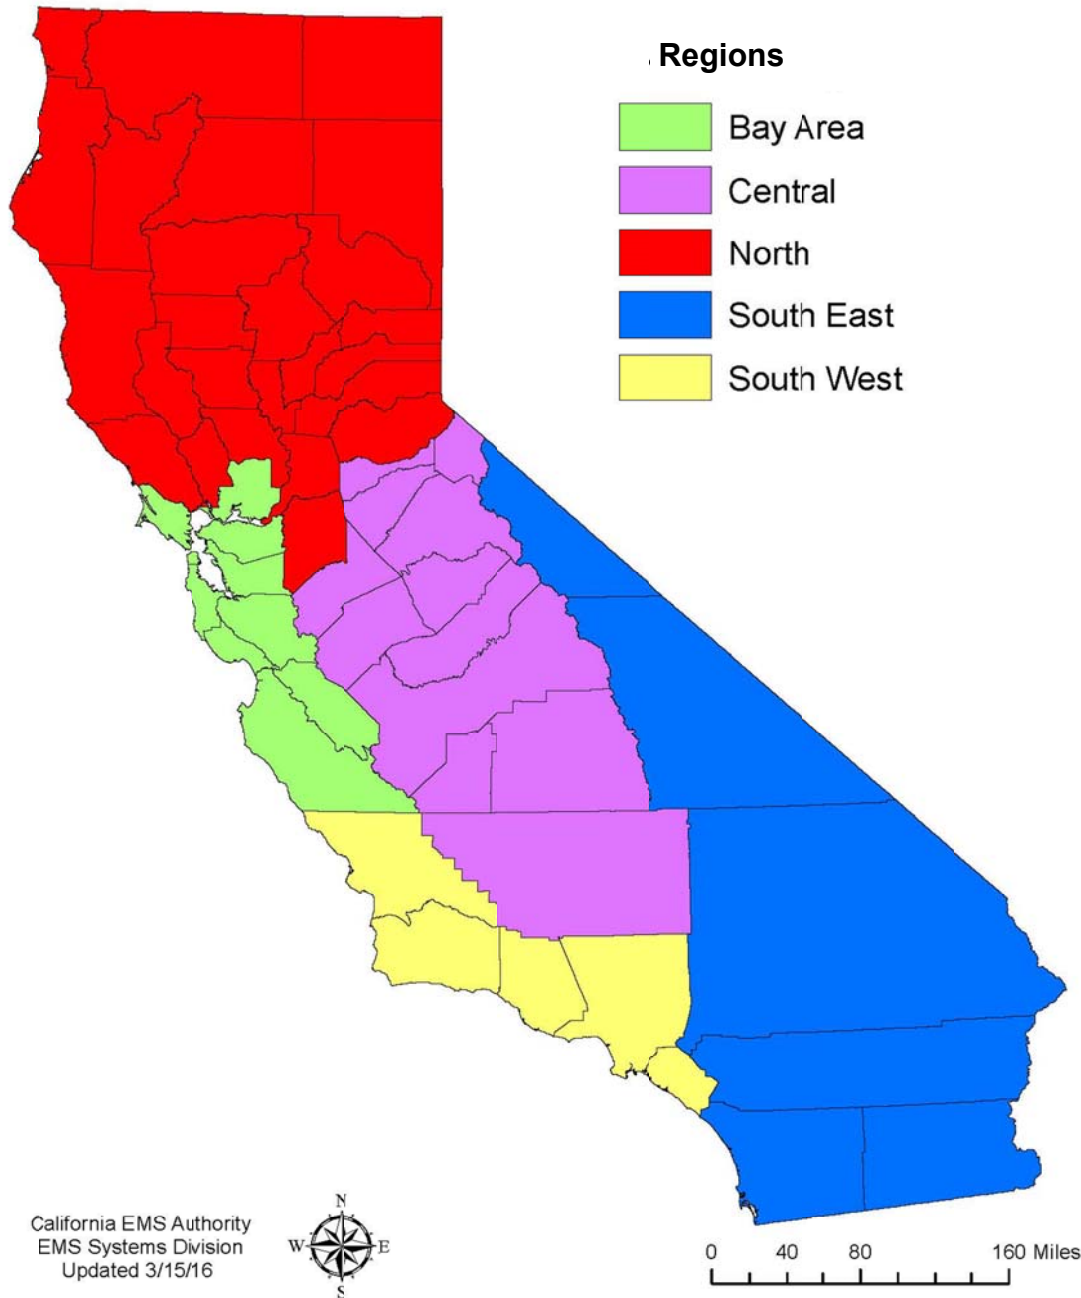 . Regions
Bay Area
Central
North
South East
South West
N
W E
S
California EMS Authority
EMS Systems Division
Updated 3/15/16
0 40 80 160 Miles